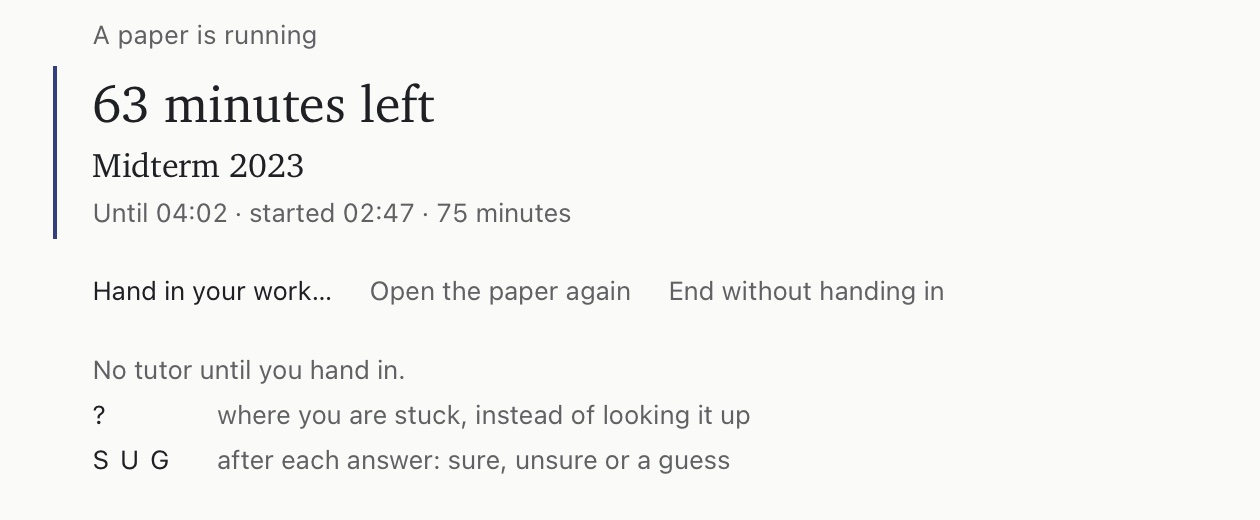 A paper is running
63 minutes left
Midterm 2023
Until 04:02 · started 02:47 · 75 minutes
Hand in your work... Open the paper again End without handing in
No tutor until you hand in.
? where you are stuck, instead of looking it up
S U G after each answer: sure, unsure or a guess